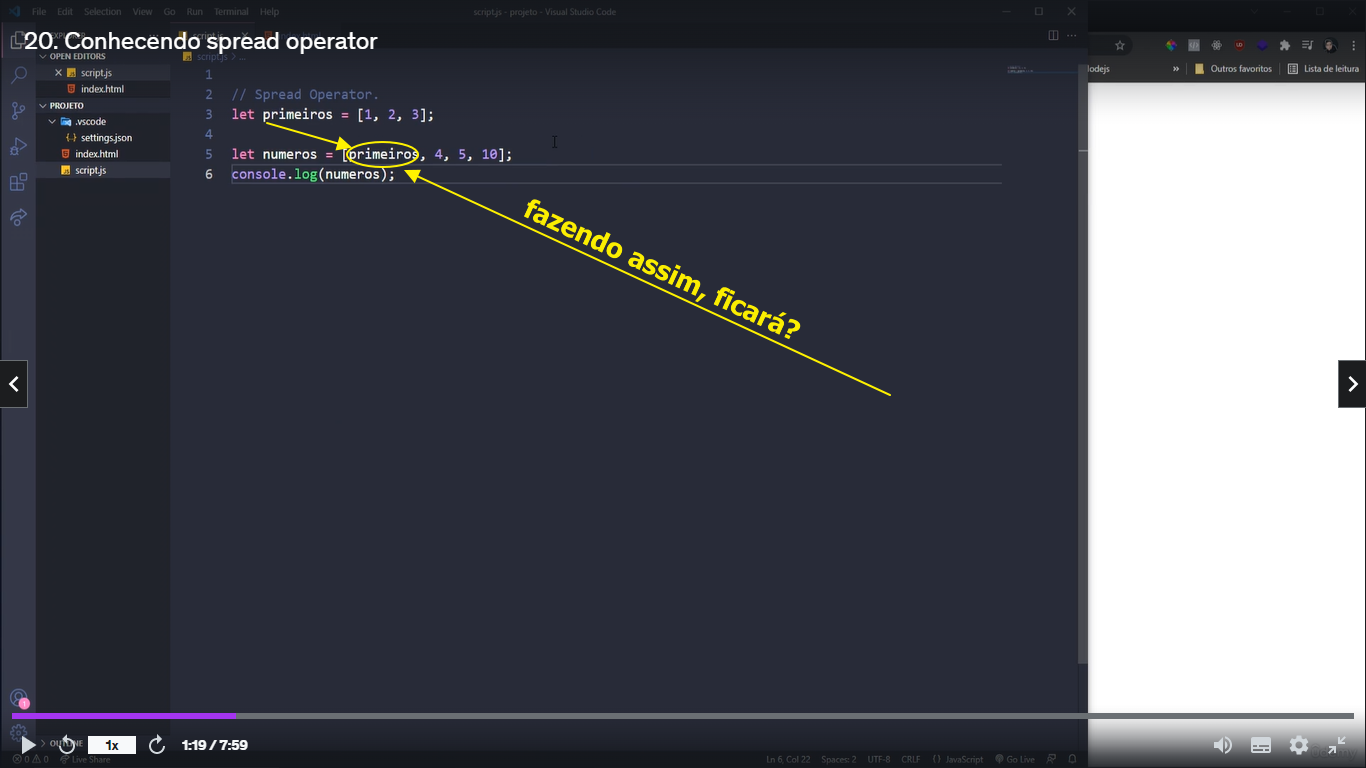 File Edit Selection View Go Run Terminal Help
script.js - projeto - Visual Studio Code
20. Conhecendo spread operator
OPEN EDITORS
script.js
index.html
PROJETO
.vscode
settings.json
index.html
script.js
script.js > ...
1
2 // Spread Operator.
3 let primeiros = [1, 2, 3];
4
5 let numeros = [primeiros, 4, 5, 10];
6 console.log(numeros);
fazendo assim, ficará?
Outros favoritos
Lista de leitura
OUTLINE
1x
1:19 / 7:59
0 0 Live Share
Ln 6, Col 22 Spaces: 2 UTF-8 CRLF JavaScript Go Live